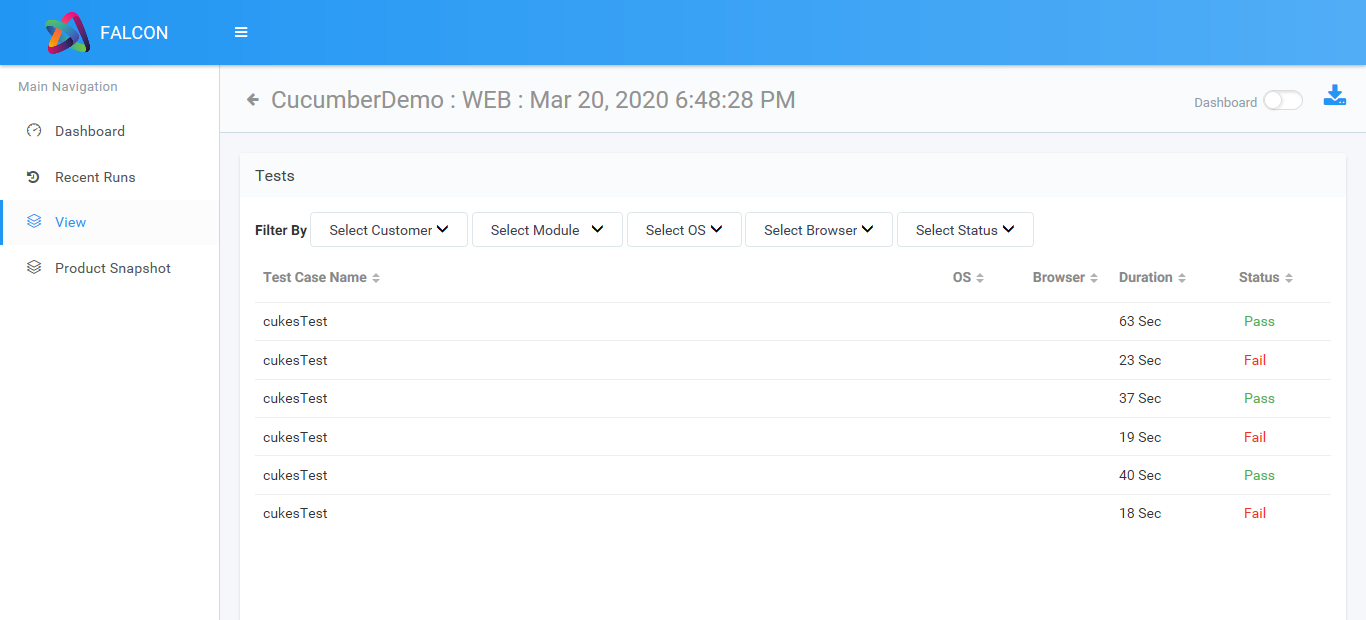 FALCON
Main Navigation
Dashboard
Recent Runs
View
Product Snapshot
CucumberDemo : WEB : Mar 20, 2020 6:48:28 PM
Dashboard
Tests
Filter By Select Customer Select Module Select OS Select Browser Select Status
Test Case Name OS Browser Duration Status
cukesTest 63 Sec Pass
cukesTest 23 Sec Fail
cukesTest 37 Sec Pass
cukesTest 19 Sec Fail
cukesTest 40 Sec Pass
cukesTest 18 Sec Fail